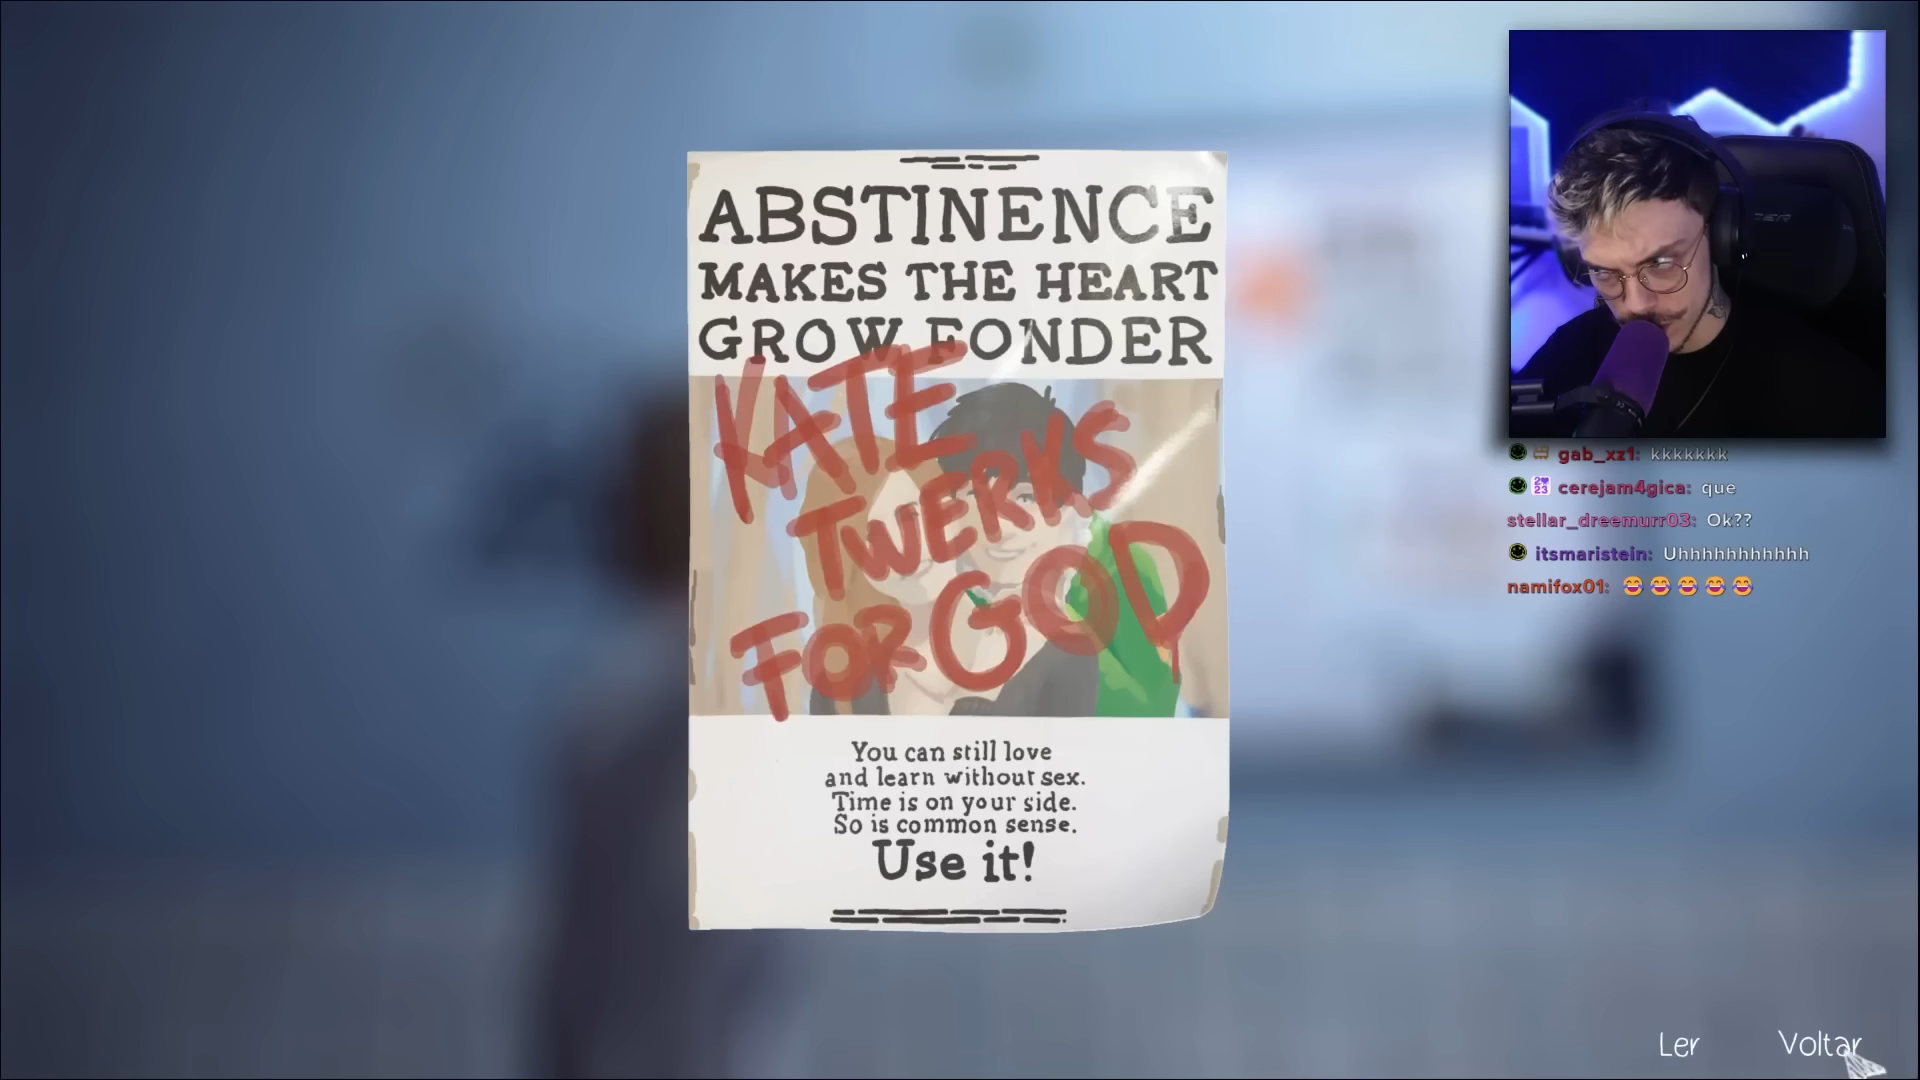 ABSTINENCE
MAKES THE HEART
GROW FONDER
KATE
TWERKS
FOR GOD
You can still love
and learn without sex.
Time is on your side.
So is common sense.
Use it!
gab_xz1: kkkkkkk
cerejam4gica: que
stellar_dreemurr03: Ok??
itsmaristein: Uhhhhhhhhhhh
namifox01: 😂😂😂😂😂
Ler Voltar